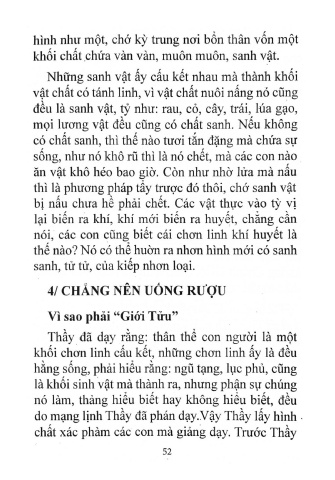 hình như một, chớ kỳ trung nơi bổn thân vốn một
khối chất chứa vàn vàn, muôn muôn, sanh vật.
Những sanh vật ấy cấu kết nhau mà thành khối
vật chất có tánh linh, vì vật chất nuôi nấng nó cũng
đều là sanh vật, tỷ như: rau, cỏ, cây, trái, lúa gạo,
mọi lương vật đều cũng có chất sanh. Nếu không
có chất sanh, thì thế nào tươi tắn đặng mà chứa sự
sống, như nó khô rũ thì là nó chết, mà các con nào
ăn vật khô héo bao giờ. Còn như nhờ lửa mà nấu
thì là phương pháp tẩy trược đó thôi, chớ sanh vật
bị nấu chưa hề phải chết. Các vật thực vào tỳ vị
lại biến ra khí, khí mới biến ra huyết, chẳng cần
nói, các con cũng biết cái chơn linh khí huyết là
thế nào? Nó có thể huờn ra nhơn hình mới có sanh
sanh, tử tử, của kiếp nhơn loại.
4/ CHẲNG NÊN UỐNG RƯỢU
Vì sao phải “Giới Tửu”
Thầy đã dạy rằng: thân thể con người là một
khối chơn linh cấu kết, những chơn linh ấy là đều
hằng sống, phải hiểu rằng: ngũ tạng, lục phủ, cũng
là khối sinh vật mà thành ra, nhưng phận sự chúng
nó làm, thảng hiểu biết hay không hiểu biết, đều
do mạng lịnh Thầy đã phán dạy.Vậy Thầy lấy hình
chất xác phàm các con mà giảng dạy. Trước Thầy
52